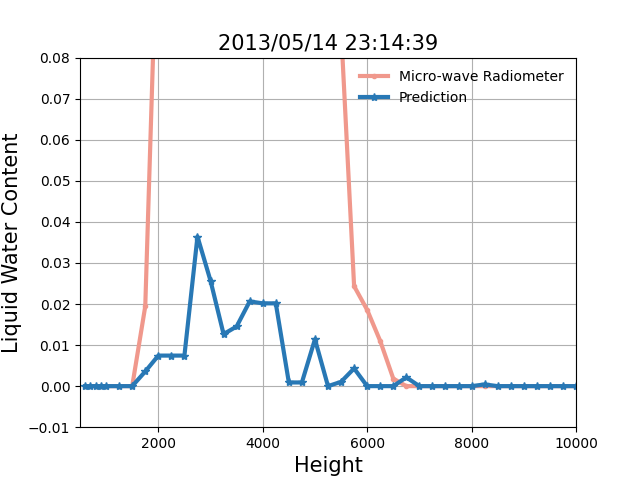 2013/05/14 23:14:39
Micro-wave Radiometer
Prediction
Liquid Water Content
0.08
0.07
0.06
0.05
0.04
0.03
0.02
0.01
0.00
−0.01
2000 4000 6000 8000 10000
Height